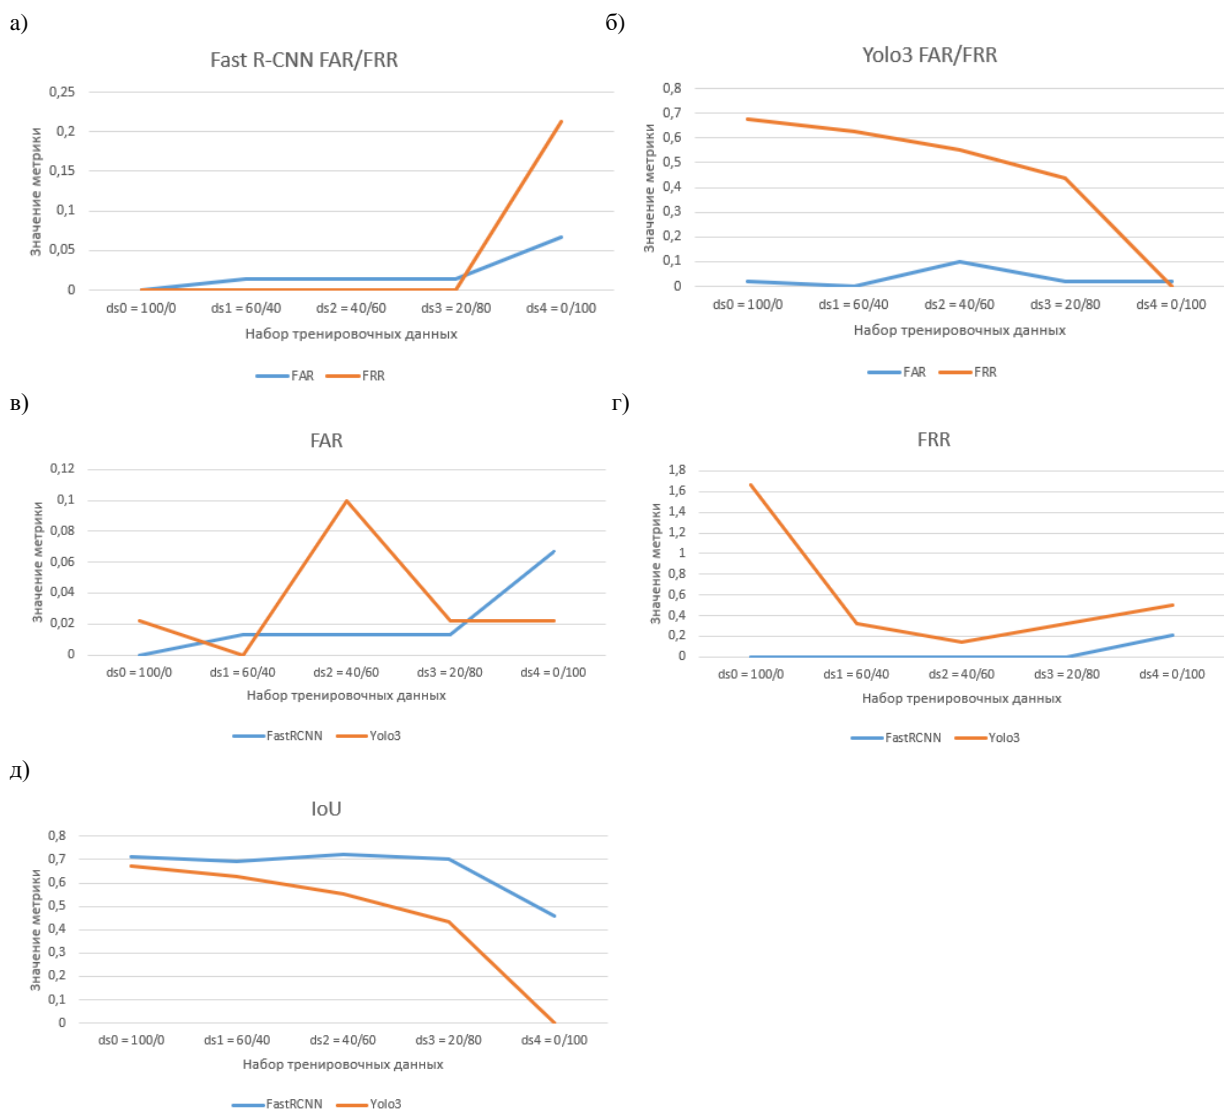 а)
Fast R-CNN FAR/FRR
0,25
0,2
0,15
0,1
0,05
0
Значение метрики
ds0 = 100/0 ds1 = 60/40 ds2 = 40/60 ds3 = 20/80 ds4 = 0/100
Набор тренировочных данных
FAR FRR
б)
Yolo3 FAR/FRR
0,8
0,7
0,6
0,5
0,4
0,3
0,2
0,1
0
Значение метрики
ds0 = 100/0 ds1 = 60/40 ds2 = 40/60 ds3 = 20/80 ds4 = 0/100
Набор тренировочных данных
FAR FRR
в)
FAR
0,12
0,1
0,08
0,06
0,04
0,02
0
Значение метрики
ds0 = 100/0 ds1 = 60/40 ds2 = 40/60 ds3 = 20/80 ds4 = 0/100
Набор тренировочных данных
FastRCNN Yolo3
г)
FRR
1,8
1,6
1,4
1,2
1
0,8
0,6
0,4
0,2
0
Значение метрики
ds0 = 100/0 ds1 = 60/40 ds2 = 40/60 ds3 = 20/80 ds4 = 0/100
Набор тренировочных данных
FastRCNN Yolo3
д)
IoU
0,8
0,7
0,6
0,5
0,4
0,3
0,2
0,1
0
Значение метрики
ds0 = 100/0 ds1 = 60/40 ds2 = 40/60 ds3 = 20/80 ds4 = 0/100
Набор тренировочных данных
FastRCNN Yolo3